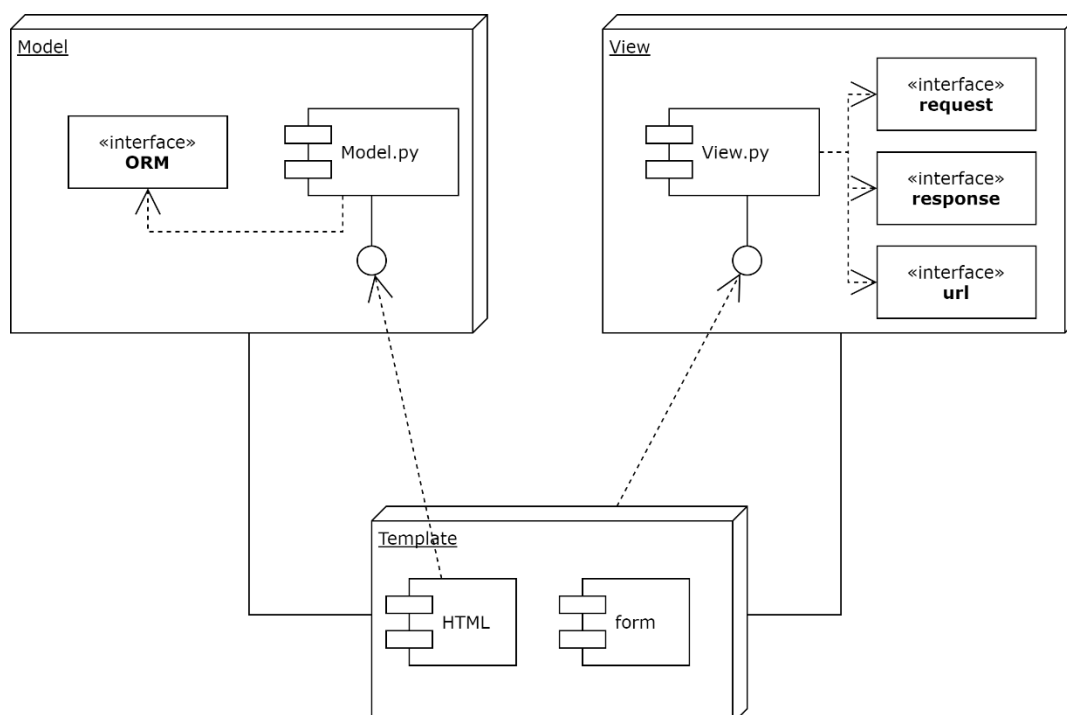 Model
«interface»
ORM
Model.py
View
View.py
«interface»
request
«interface»
response
«interface»
url
Template
HTML
form